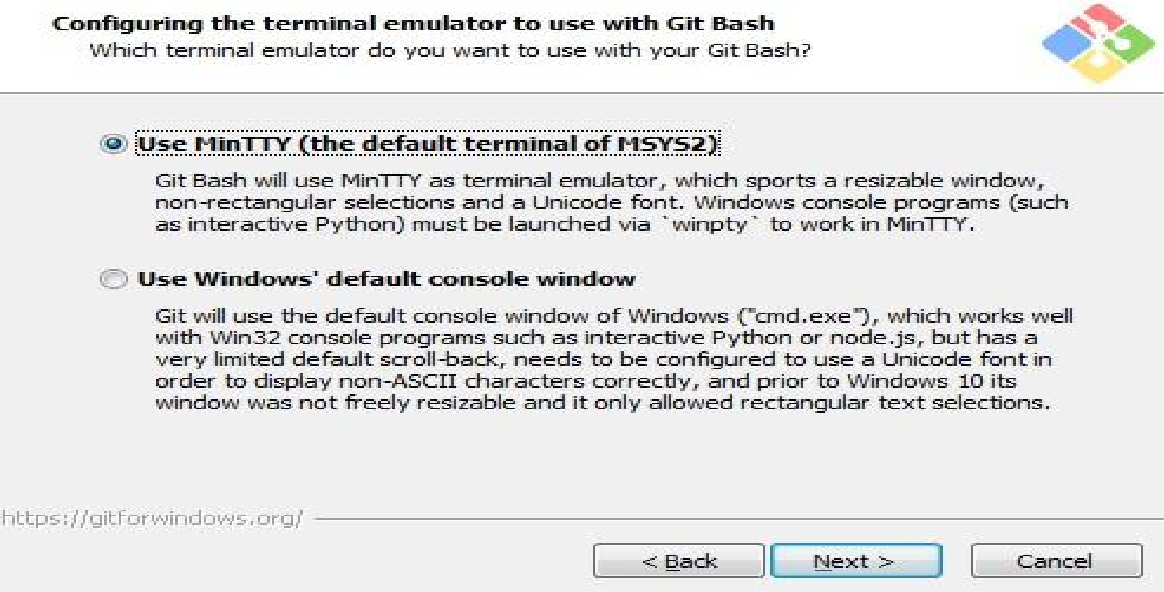 Configuring the terminal emulator to use with Git Bash
Which terminal emulator do you want to use with your Git Bash?
Use MinTTY (the default terminal of MSYS2)
Git Bash will use MinTTY as terminal emulator, which sports a resizable window,
non-rectangular selections and a Unicode font. Windows console programs (such
as interactive Python) must be launched via `winpty` to work in MinTTY.
Use Windows' default console window
Git will use the default console window of Windows ("cmd.exe"), which works well
with Win32 console programs such as interactive Python or node.js, but has a
very limited default scroll-back, needs to be configured to use a Unicode font in
order to display non-ASCII characters correctly, and prior to Windows 10 its
window was not freely resizable and it only allowed rectangular text selections.
https://gitforwindows.org/
< Back Next > Cancel